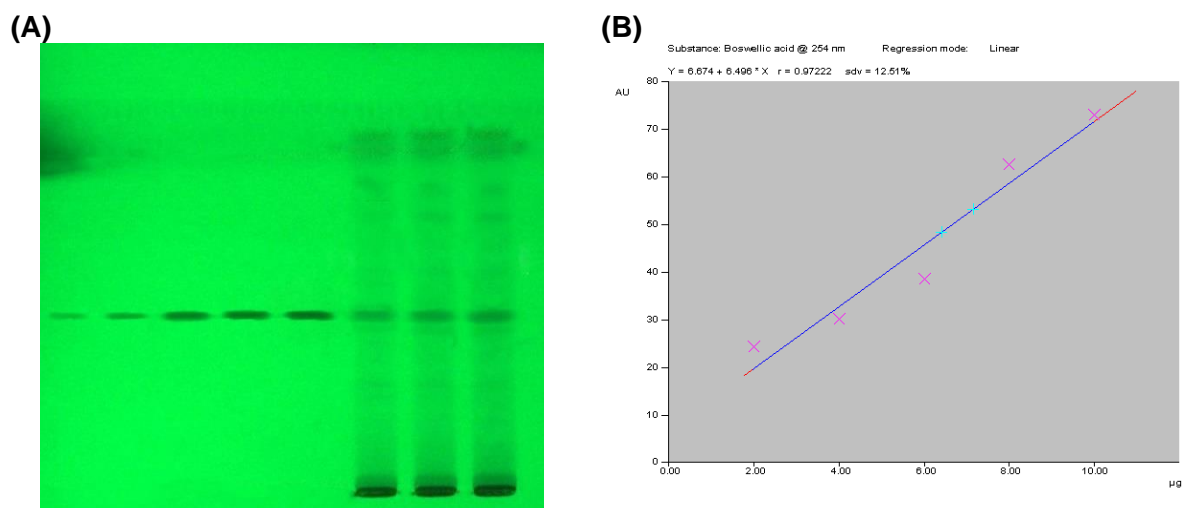 (A)
(B)
Substance: Boswellic acid @ 254 nm Regression mode: Linear
Y = 6.674 + 6.496 * X r = 0.97222 sdv = 12.51%
AU
80
70
60
50
40
30
20
10
0
0.00 2.00 4.00 6.00 8.00 10.00
µg